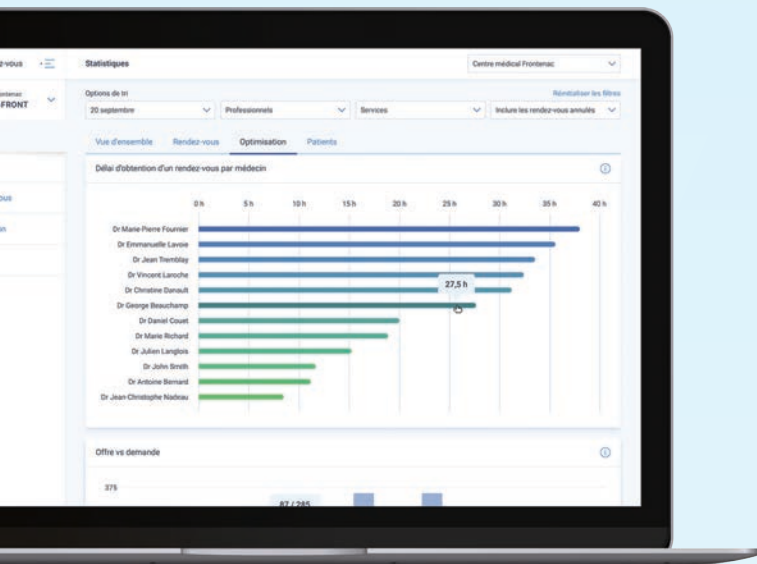 Statistiques
Centre médical Frontenac
FRONT
Options de tri
Réinitialiser les filtres
20 septembre
Professionnels
Services
Inclure les rendez-vous annulés
Vue d'ensemble
Rendez-vous
Optimisation
Patients
Délai d'obtention d'un rendez-vous par médecin
0 h 5 h 10 h 15 h 20 h 25 h 30 h 35 h 40 h
Dr Marie-Pierre Fournier
Dr Emmanuelle Lavoie
Dr Jean Tremblay
Dr Vincent Laroche
27,5 h
Dr Christine Danault
Dr George Beauchamp
Dr Daniel Couet
Dr Marie Richard
Dr Julien Langlois
Dr John Smith
Dr Antoine Bernard
Dr Jean-Christophe Nadeau
Offre vs demande
375
87 / 285